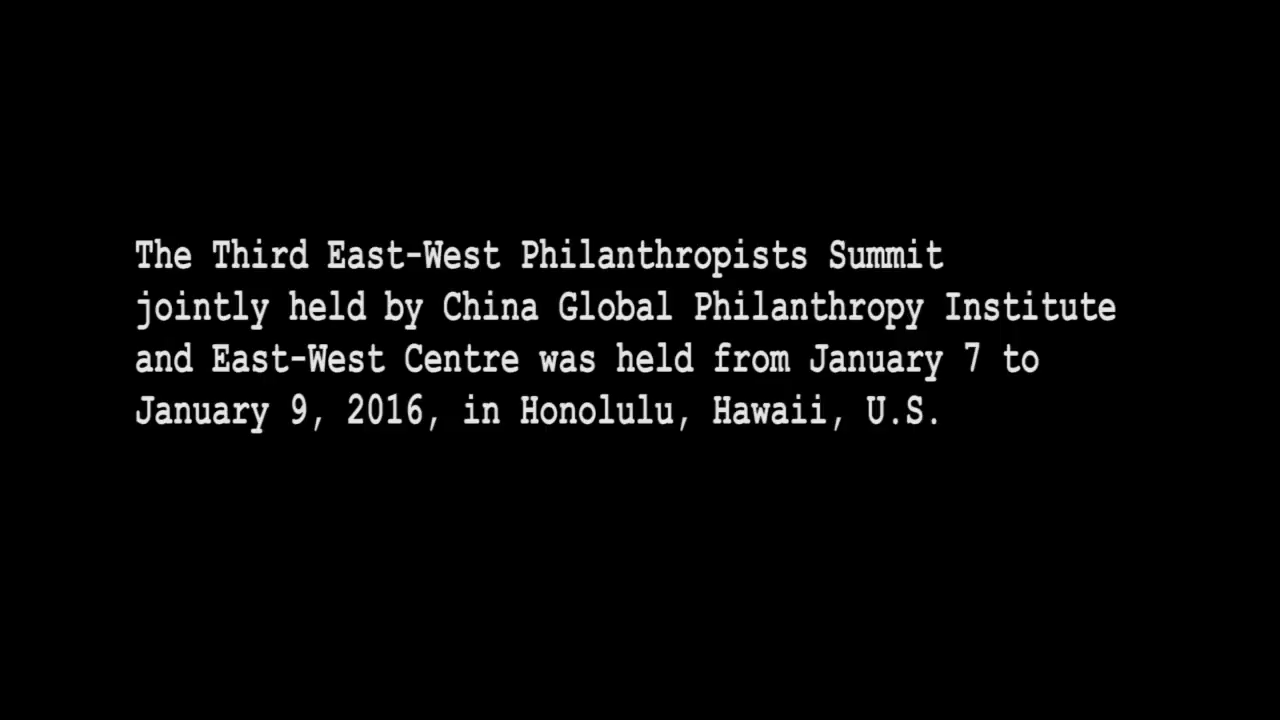 The Third East-West Philanthropists Summit
jointly held by China Global Philanthropy Institute
and East-West Centre was held from January 7 to
January 9, 2016, in Honolulu, Hawaii, U.S.